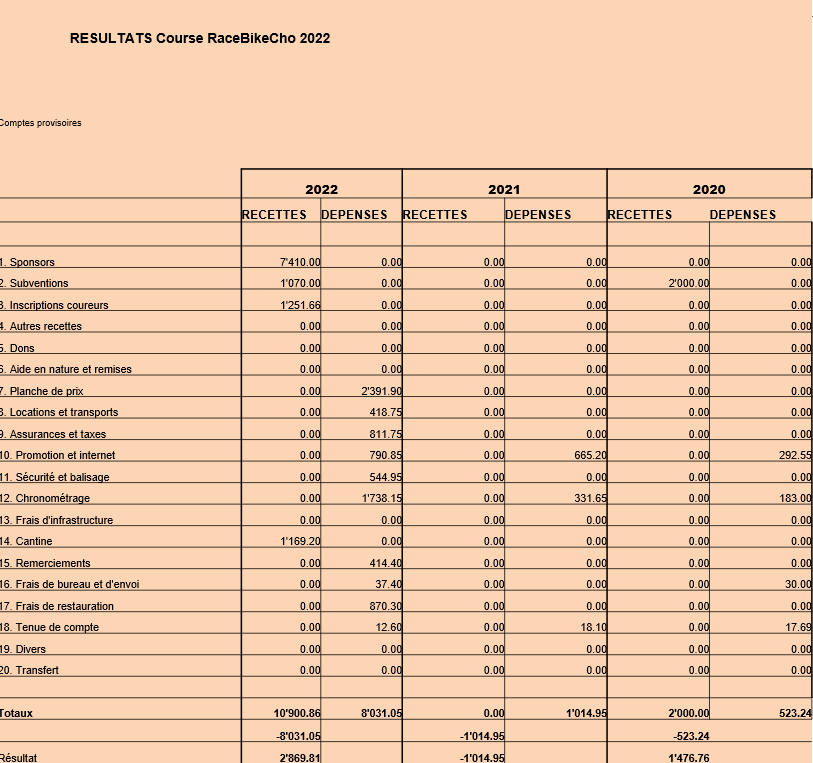 RESULTATS Course RaceBikeCho 2022
Comptes provisoires
2022 2021 2020
RECETTES DEPENSES RECETTES DEPENSES RECETTES DEPENSES
1. Sponsors 7'410.00 0.00 0.00 0.00 0.00 0.00
2. Subventions 1'070.00 0.00 0.00 0.00 2'000.00 0.00
3. Inscriptions coureurs 1'251.66 0.00 0.00 0.00 0.00 0.00
4. Autres recettes 0.00 0.00 0.00 0.00 0.00 0.00
5. Dons 0.00 0.00 0.00 0.00 0.00 0.00
6. Aide en nature et remises 0.00 0.00 0.00 0.00 0.00 0.00
7. Planche de prix 0.00 2'391.90 0.00 0.00 0.00 0.00
8. Locations et transports 0.00 418.75 0.00 0.00 0.00 0.00
9. Assurances et taxes 0.00 811.75 0.00 0.00 0.00 0.00
10. Promotion et internet 0.00 790.85 0.00 665.20 0.00 292.55
11. Sécurité et balisage 0.00 544.95 0.00 0.00 0.00 0.00
12. Chronométrage 0.00 1'738.15 0.00 331.65 0.00 183.00
13. Frais d'infrastructure 0.00 0.00 0.00 0.00 0.00 0.00
14. Cantine 1'169.20 0.00 0.00 0.00 0.00 0.00
15. Remerciements 0.00 414.40 0.00 0.00 0.00 0.00
16. Frais de bureau et d'envoi 0.00 37.40 0.00 0.00 0.00 30.00
17. Frais de restauration 0.00 870.30 0.00 0.00 0.00 0.00
18. Tenue de compte 0.00 12.60 0.00 18.10 0.00 17.69
19. Divers 0.00 0.00 0.00 0.00 0.00 0.00
20. Transfert 0.00 0.00 0.00 0.00 0.00 0.00
Totaux 10'900.86 8'031.05 0.00 1'014.95 2'000.00 523.24
-8'031.05 -1'014.95 -523.24
Résultat 2'869.81 -1'014.95 1'476.76